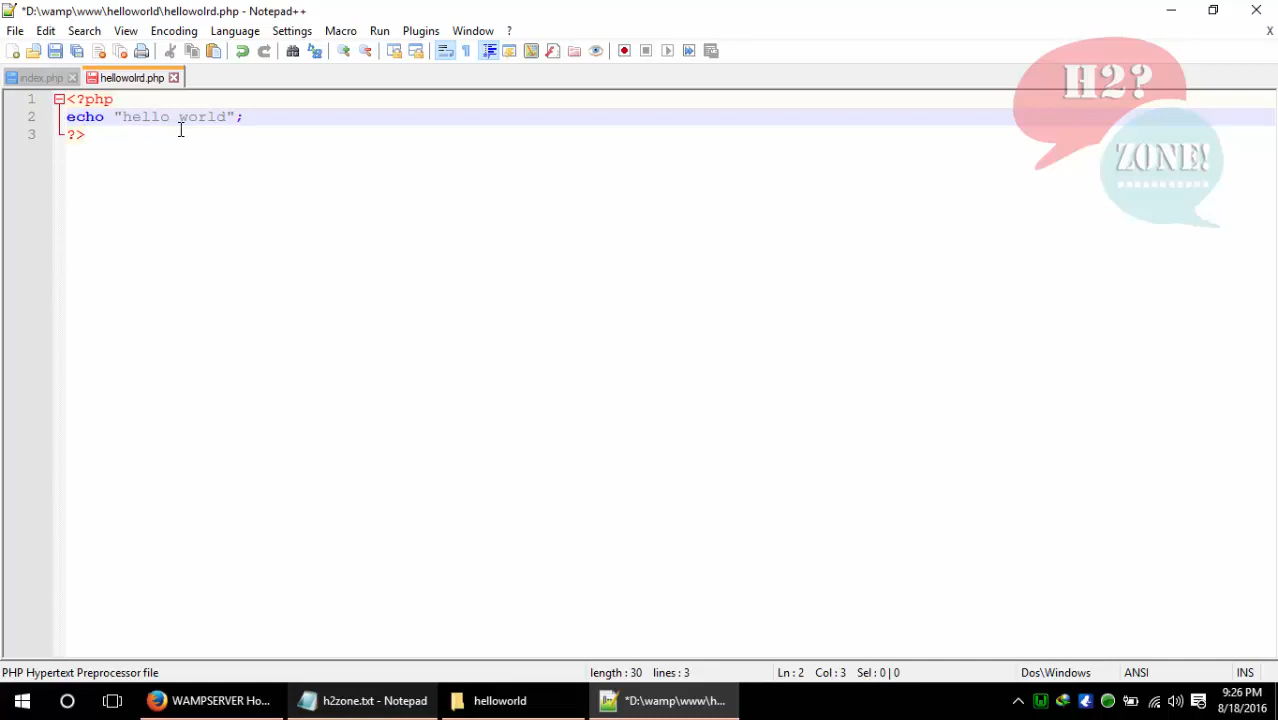 *D:\wamp\www\helloworld\hellowolrd.php - Notepad++
File Edit Search View Encoding Language Settings Macro Run Plugins Window ? X
index.php hellowolrd.php
1 <?php
2 echo "hello world";
3 ?>
H2?
ZONE!
PHP Hypertext Preprocessor file length : 30 lines : 3 Ln : 2 Col : 3 Sel : 0 | 0 Dos\Windows ANSI INS
WAMPSERVER Ho... h2zone.txt - Notepad helloworld *D:\wamp\www\h... 9:26 PM
8/18/2016